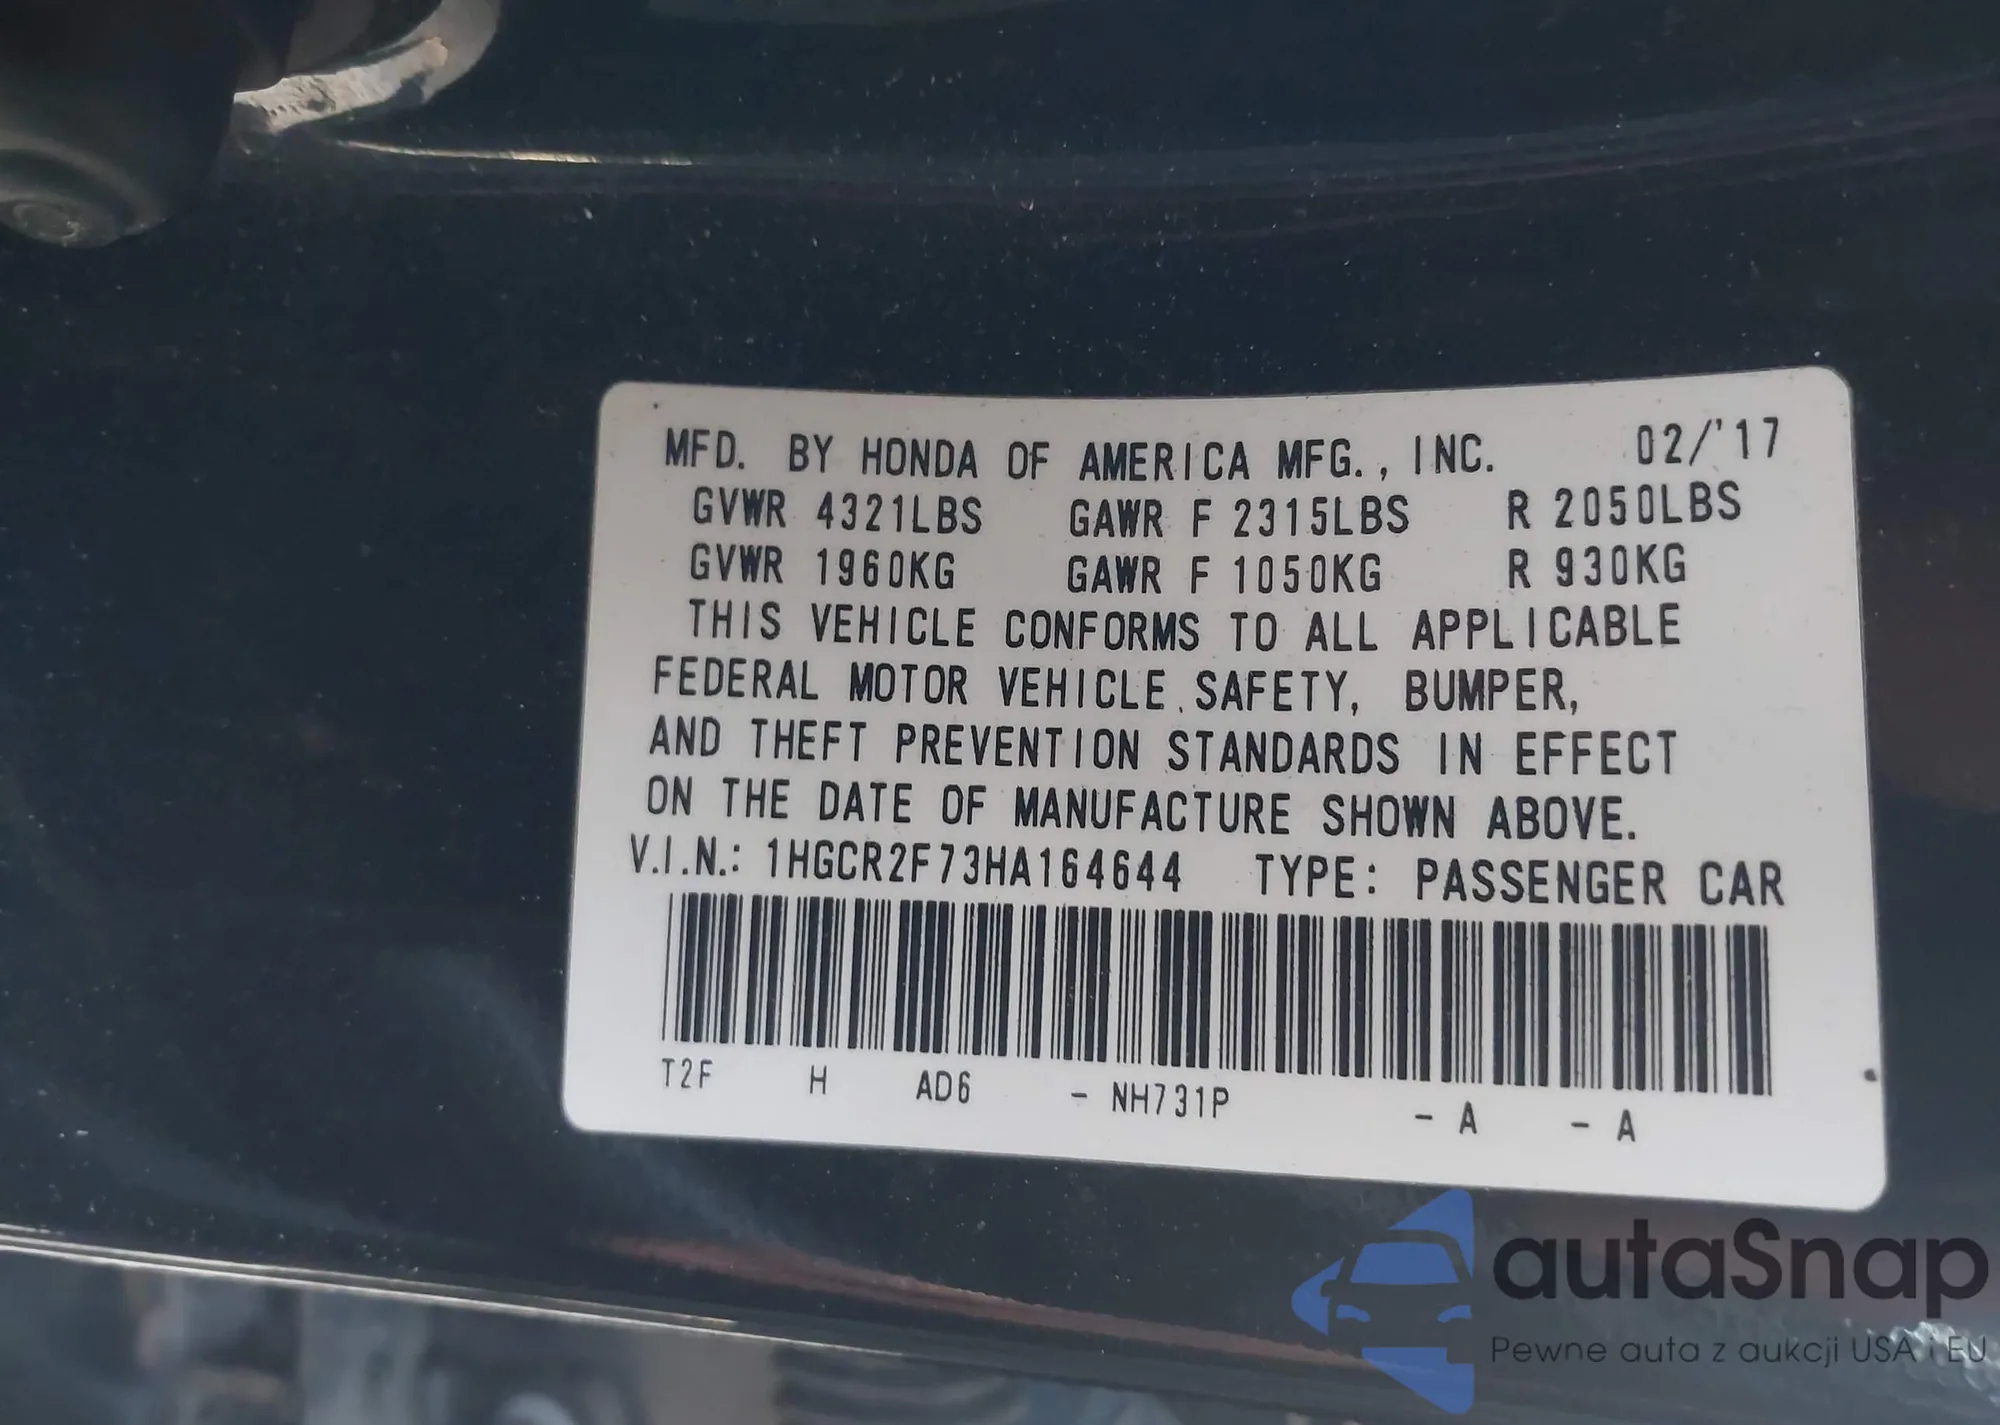 MFD. BY HONDA OF AMERICA MFG., INC. 02/'17
GVWR 4321LBS GAWR F 2315LBS R 2050LBS
GVWR 1960KG GAWR F 1050KG R 930KG
THIS VEHICLE CONFORMS TO ALL APPLICABLE
FEDERAL MOTOR VEHICLE SAFETY, BUMPER,
AND THEFT PREVENTION STANDARDS IN EFFECT
ON THE DATE OF MANUFACTURE SHOWN ABOVE.
V.I.N.: 1HGCR2F73HA164644 TYPE: PASSENGER CAR
T2F H AD6 - NH731P - A - A
autaSnap
Pewne auta z aukcji USA i EU